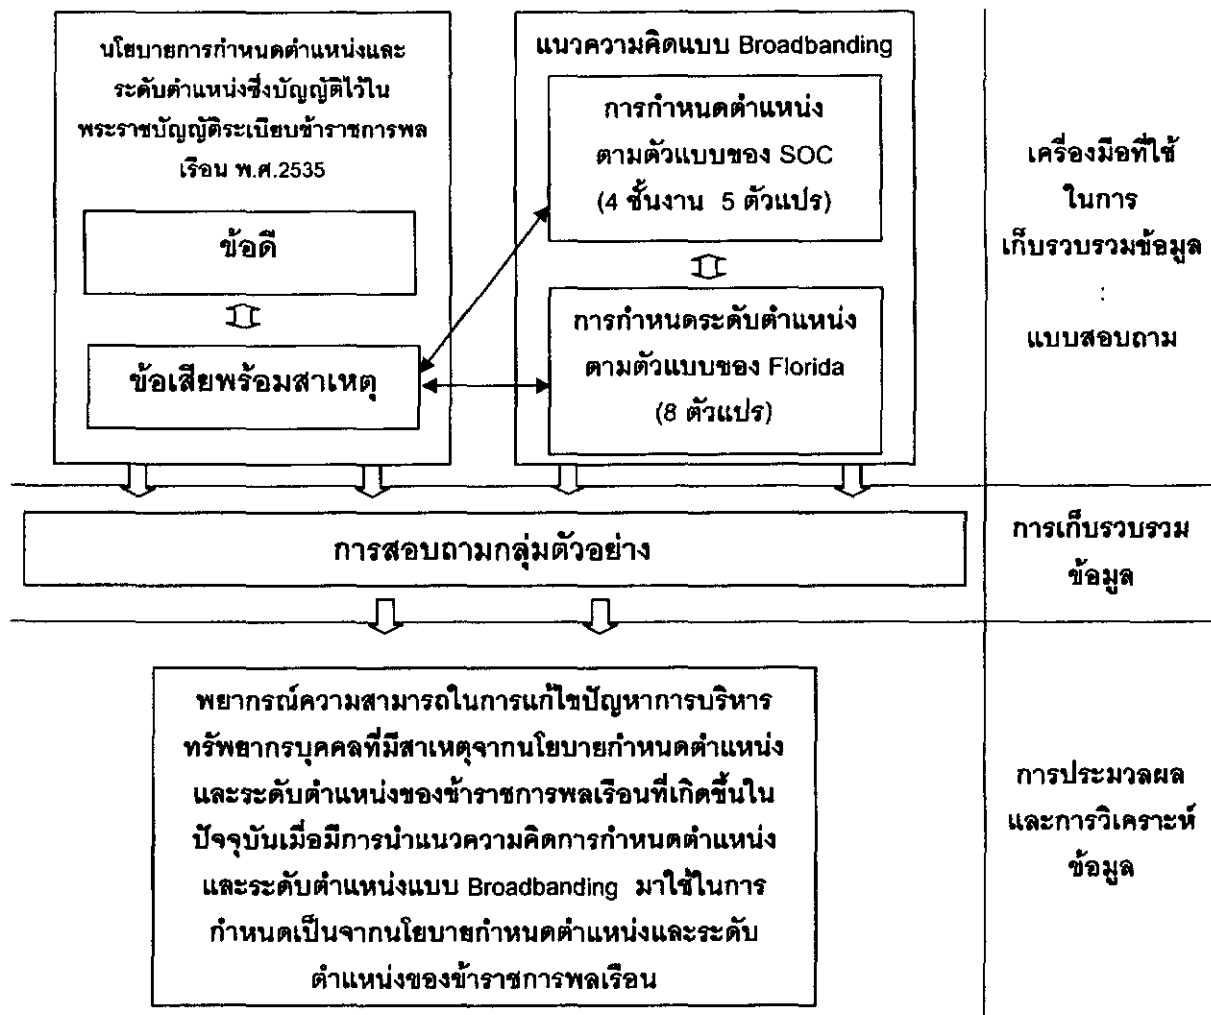 นโยบายการกำหนดตำแหน่งและ
ระดับตำแหน่งซึ่งบัญญัติไว้ใน
พระราชบัญญัติระเบียบข้าราชการพล
เรือน พ.ศ.2535
ข้อดี
ข้อเสียพร้อมสาเหตุ
แนวความคิดแบบ Broadbanding
การกำหนดตำแหน่ง
ตามตัวแบบของ SOC
(4 ชั้นงาน 5 ตัวแปร)
การกำหนดระดับตำแหน่ง
ตามตัวแบบของ Florida
(8 ตัวแปร)
เครื่องมือที่ใช้
ในการ
เก็บรวบรวมข้อมูล
:
แบบสอบถาม
การสอบถามกลุ่มตัวอย่าง
การเก็บรวบรวม
ข้อมูล
พยากรณ์ความสามารถในการแก้ไขปัญหาการบริหาร
ทรัพยากรบุคคลที่มีสาเหตุจากนโยบายกำหนดตำแหน่ง
และระดับตำแหน่งของข้าราชการพลเรือนที่เกิดขึ้นใน
ปัจจุบันเมื่อมีการนำแนวความคิดการกำหนดตำแหน่ง
และระดับตำแหน่งแบบ Broadbanding มาใช้ในการ
กำหนดเป็นจากนโยบายกำหนดตำแหน่งและระดับ
ตำแหน่งของข้าราชการพลเรือน
การประมวลผล
และการวิเคราะห์
ข้อมูล